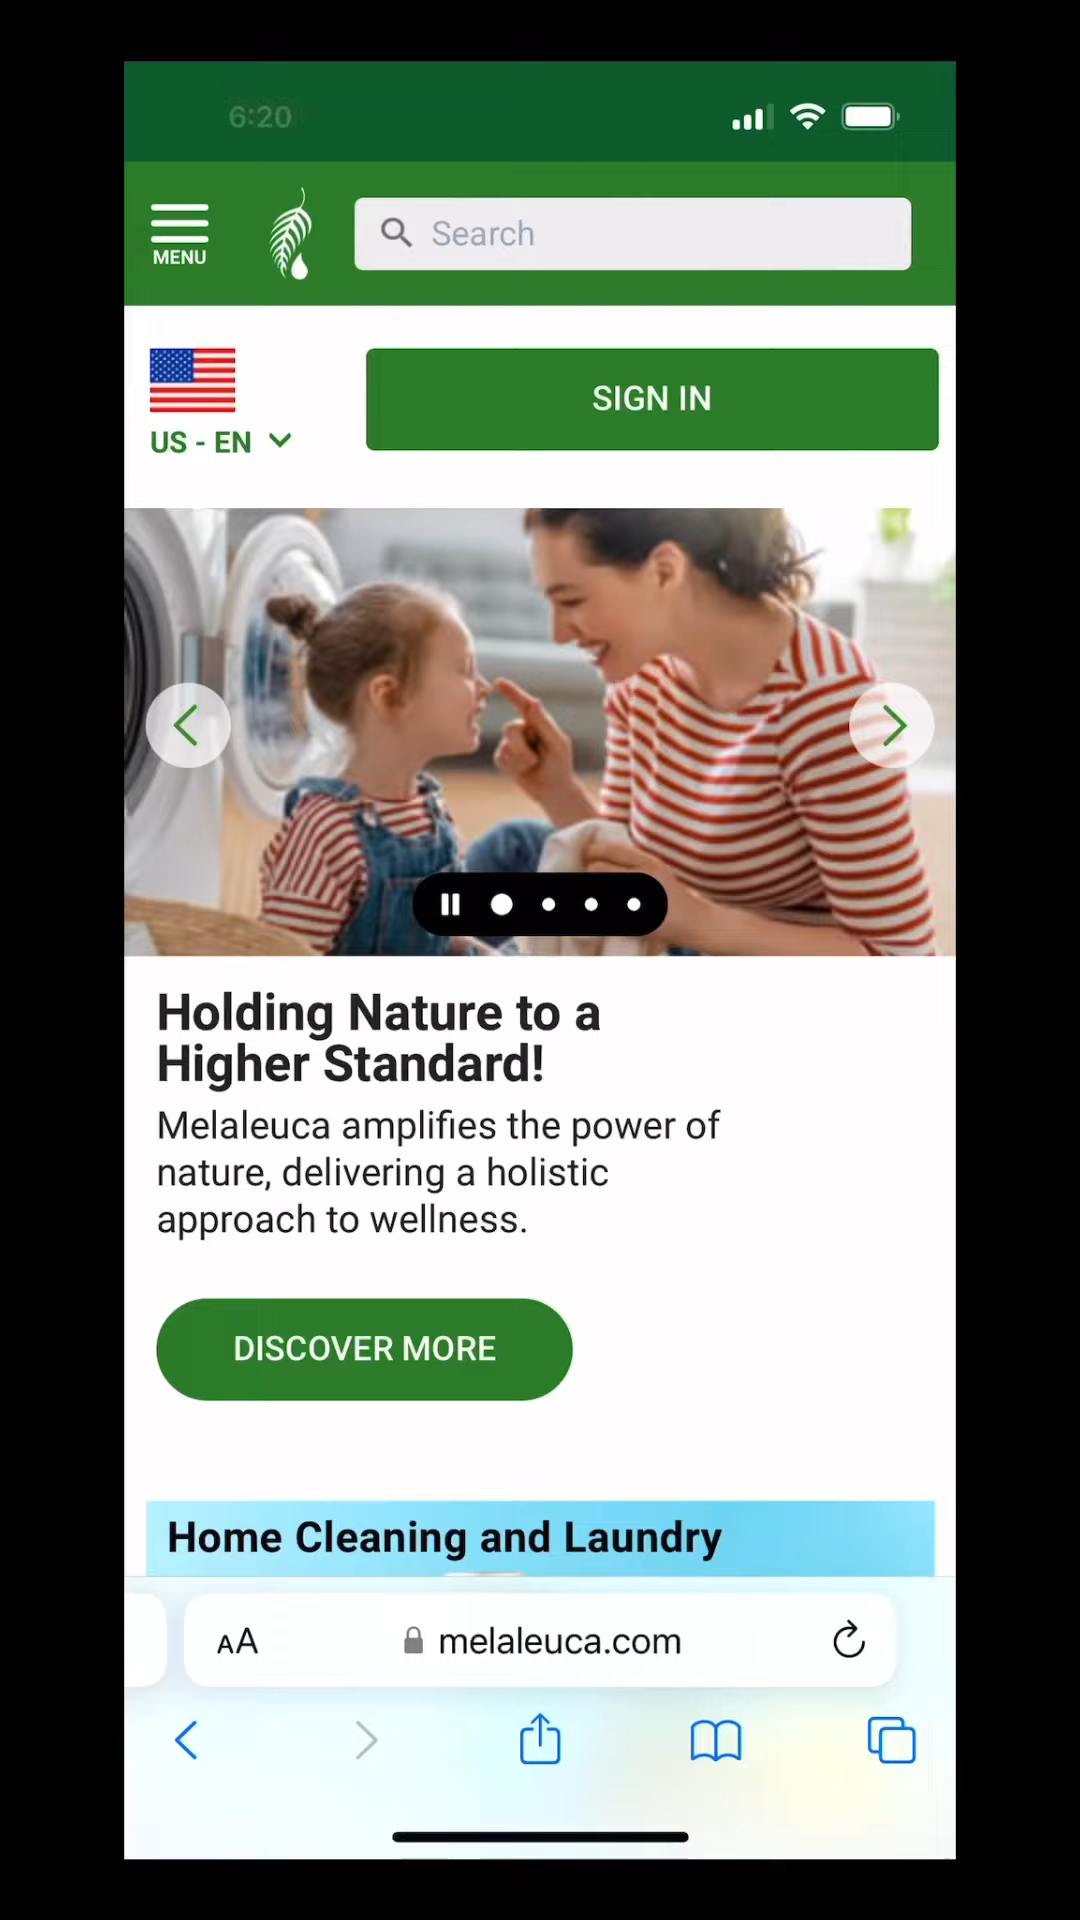 6:20
MENU
Search
US - EN
SIGN IN
Holding Nature to a
Higher Standard!
Melaleuca amplifies the power of
nature, delivering a holistic
approach to wellness.
DISCOVER MORE
Home Cleaning and Laundry
AA
melaleuca.com